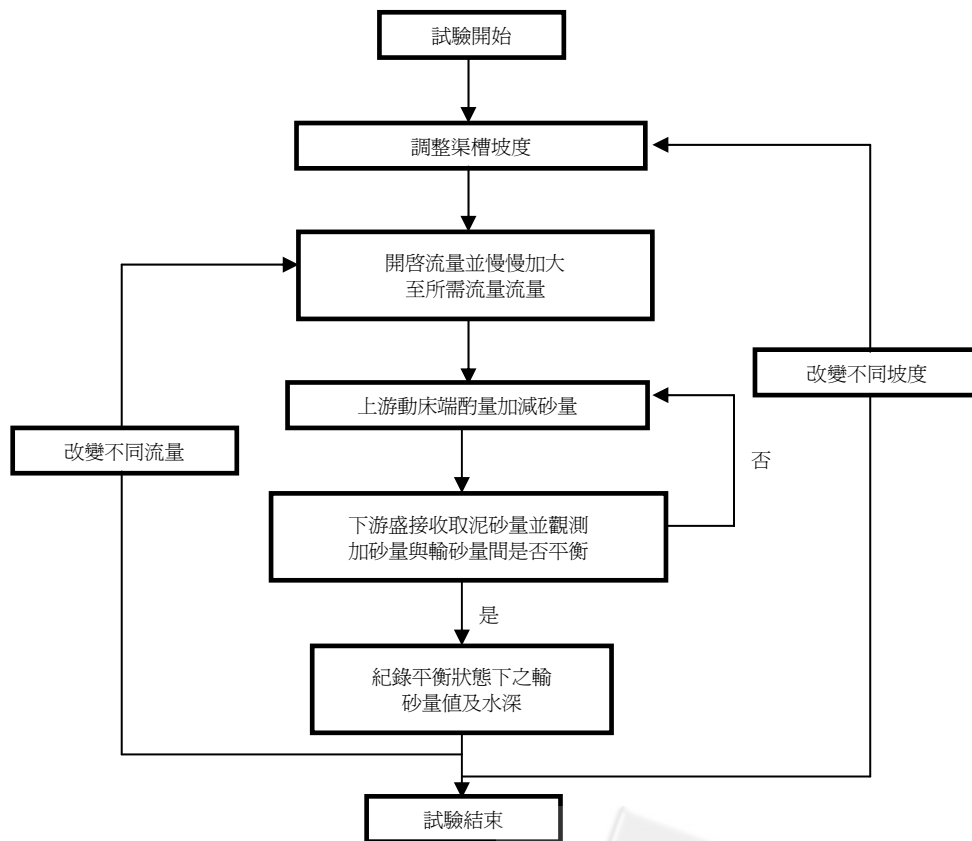 試驗開始
調整渠槽坡度
開啓流量並慢慢加大
至所需流量流量
改變不同坡度
上游動床端酌量加減砂量
改變不同流量
否
下游盛接收取泥砂量並觀測
加砂量與輸砂量間是否平衡
是
紀錄平衡狀態下之輸
砂量值及水深
試驗結束